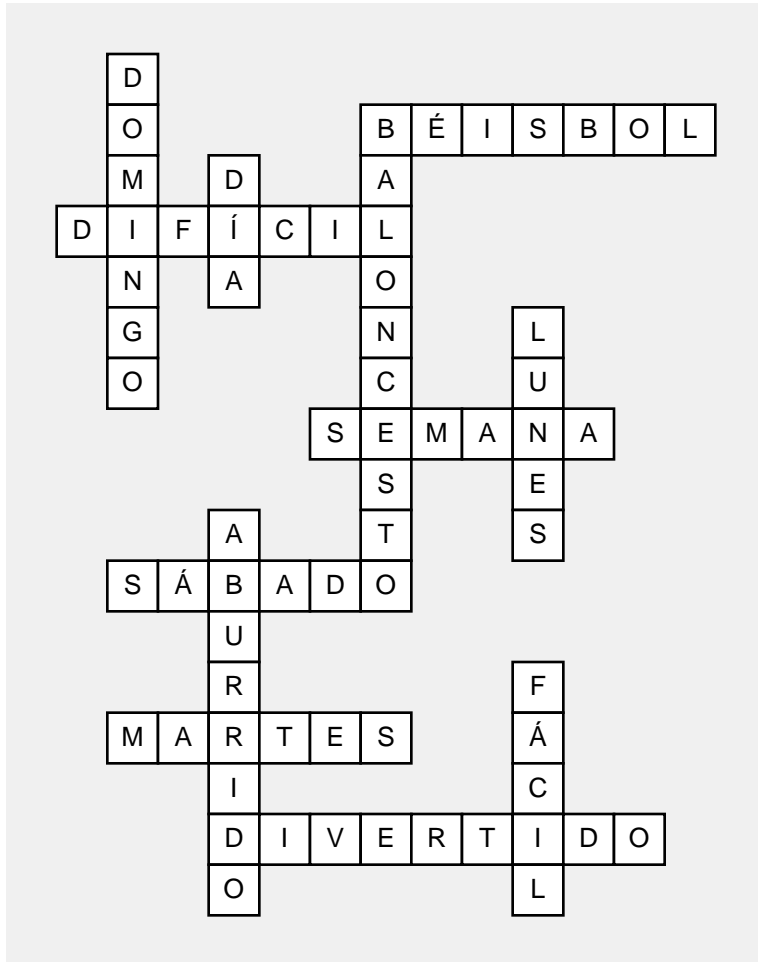 DOMINGO
BÉISBOL
BALONCESTO
DÍA
DIFÍCIL
LUNES
SEMANA
ABURRIDO
SÁBADO
FÁCIL
MARTES
DIVERTIDO